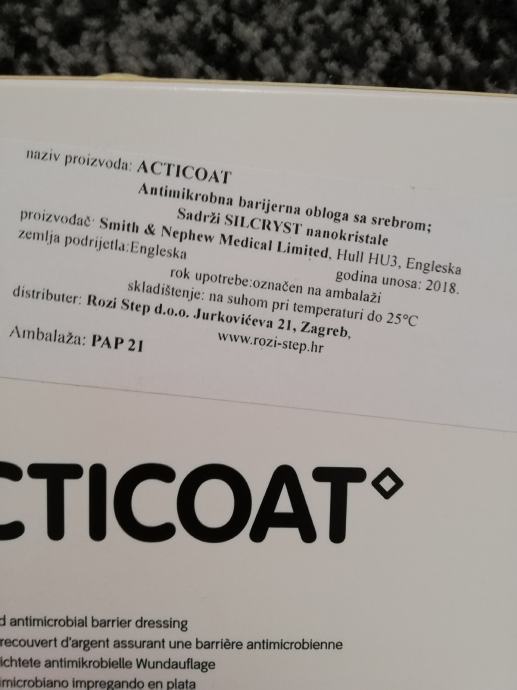 naziv proizvoda: ACTICOAT
Antimikrobna barijerna obloga sa srebrom;
Sadrži SILCRYST nanokristale
proizvođač: Smith & Nephew Medical Limited, Hull HU3, Engleska
zemlja podrijetla:Engleska
godina unosa: 2018.
rok upotrebe:označen na ambalaži
skladištenje: na suhom pri temperaturi do 25°C
distributer: Rozi Step d.o.o. Jurkovićeva 21, Zagreb,
www.rozi-step.hr
Ambalaža: PAP 21
CTICOAT
d antimicrobial barrier dressing
recouvert d'argent assurant une barrière antimicrobienne
ichtete antimikrobielle Wundauflage
imicrobiano impregando en plata